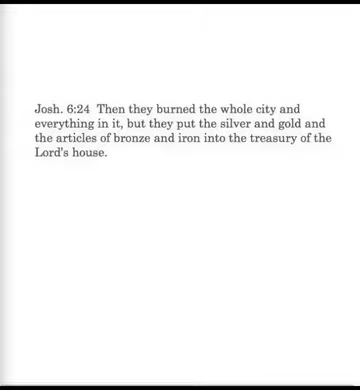 Josh. 6:24  Then they burned the whole city and
everything in it, but they put the silver and gold and
the articles of bronze and iron into the treasury of the
Lord's house.